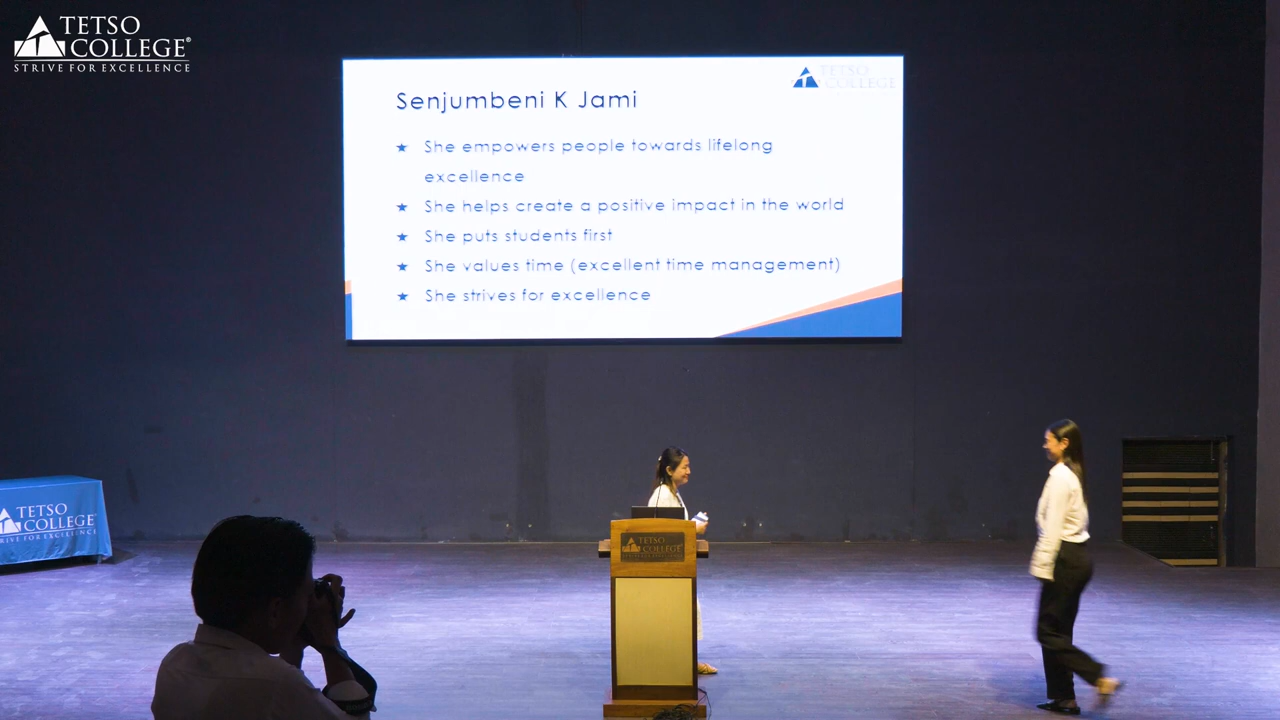 TETSO
COLLEGE®
STRIVE FOR EXCELLENCE
TETSO
COLLEGE
Senjumbeni K Jami
★ She empowers people towards lifelong
excellence
★ She helps create a positive impact in the world
★ She puts students first
★ She values time (excellent time management)
★ She strives for excellence
TETSO
COLLEGE
STRIVE FOR EXCELLENCE
TETSO
COLLEGE